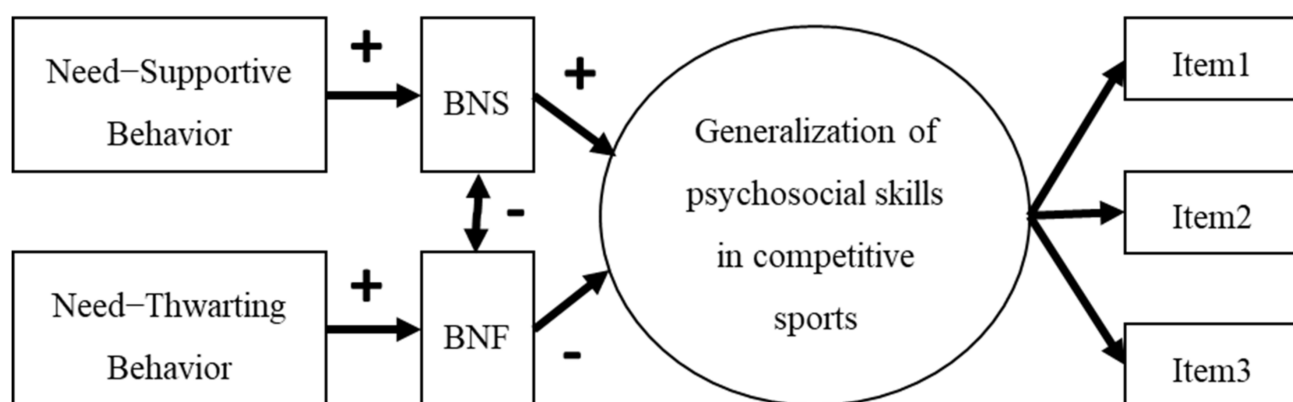 Need−Supportive
Behavior
+
BNS
+
-
Need−Thwarting
Behavior
+
BNF
-
Generalization of
psychosocial skills
in competitive
sports
Item1
Item2
Item3